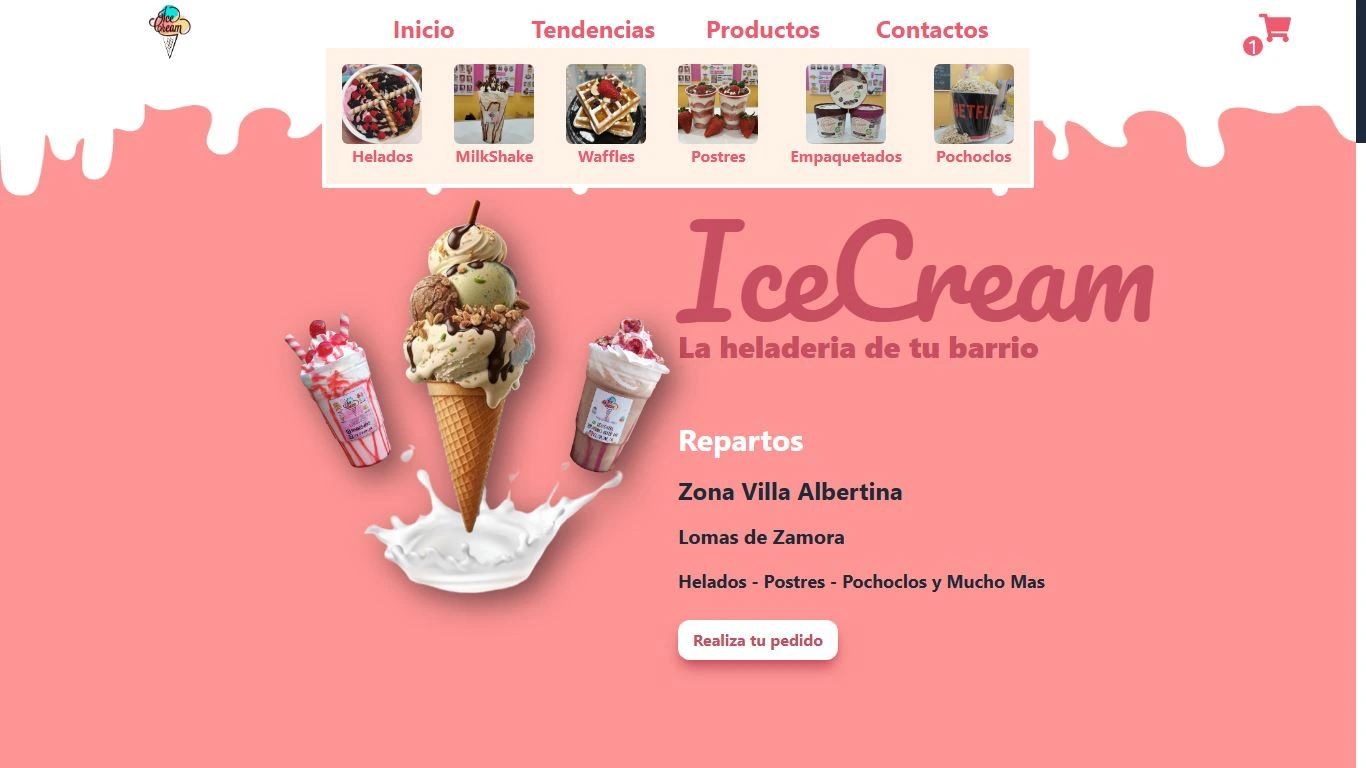 Ice
Cream
Inicio
Tendencias
Productos
Contactos
1
Helados
MilkShake
Waffles
Postres
Empaquetados
NETFL
Pochoclos
IceCream
La heladeria de tu barrio
Repartos
Zona Villa Albertina
Lomas de Zamora
Helados - Postres - Pochoclos y Mucho Mas
Realiza tu pedido